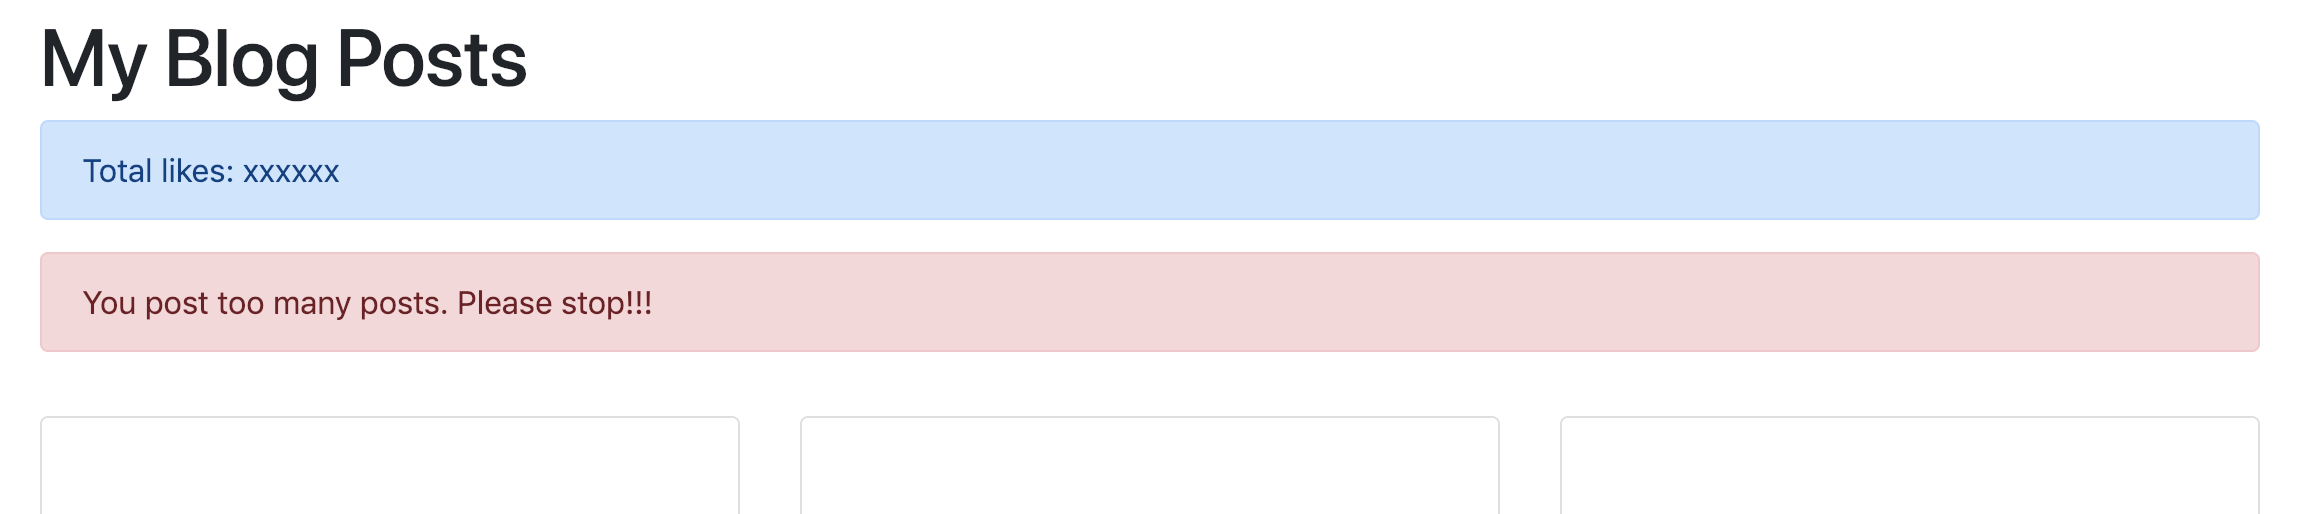 My Blog Posts
Total likes: xxxxxx
You post too many posts. Please stop!!!